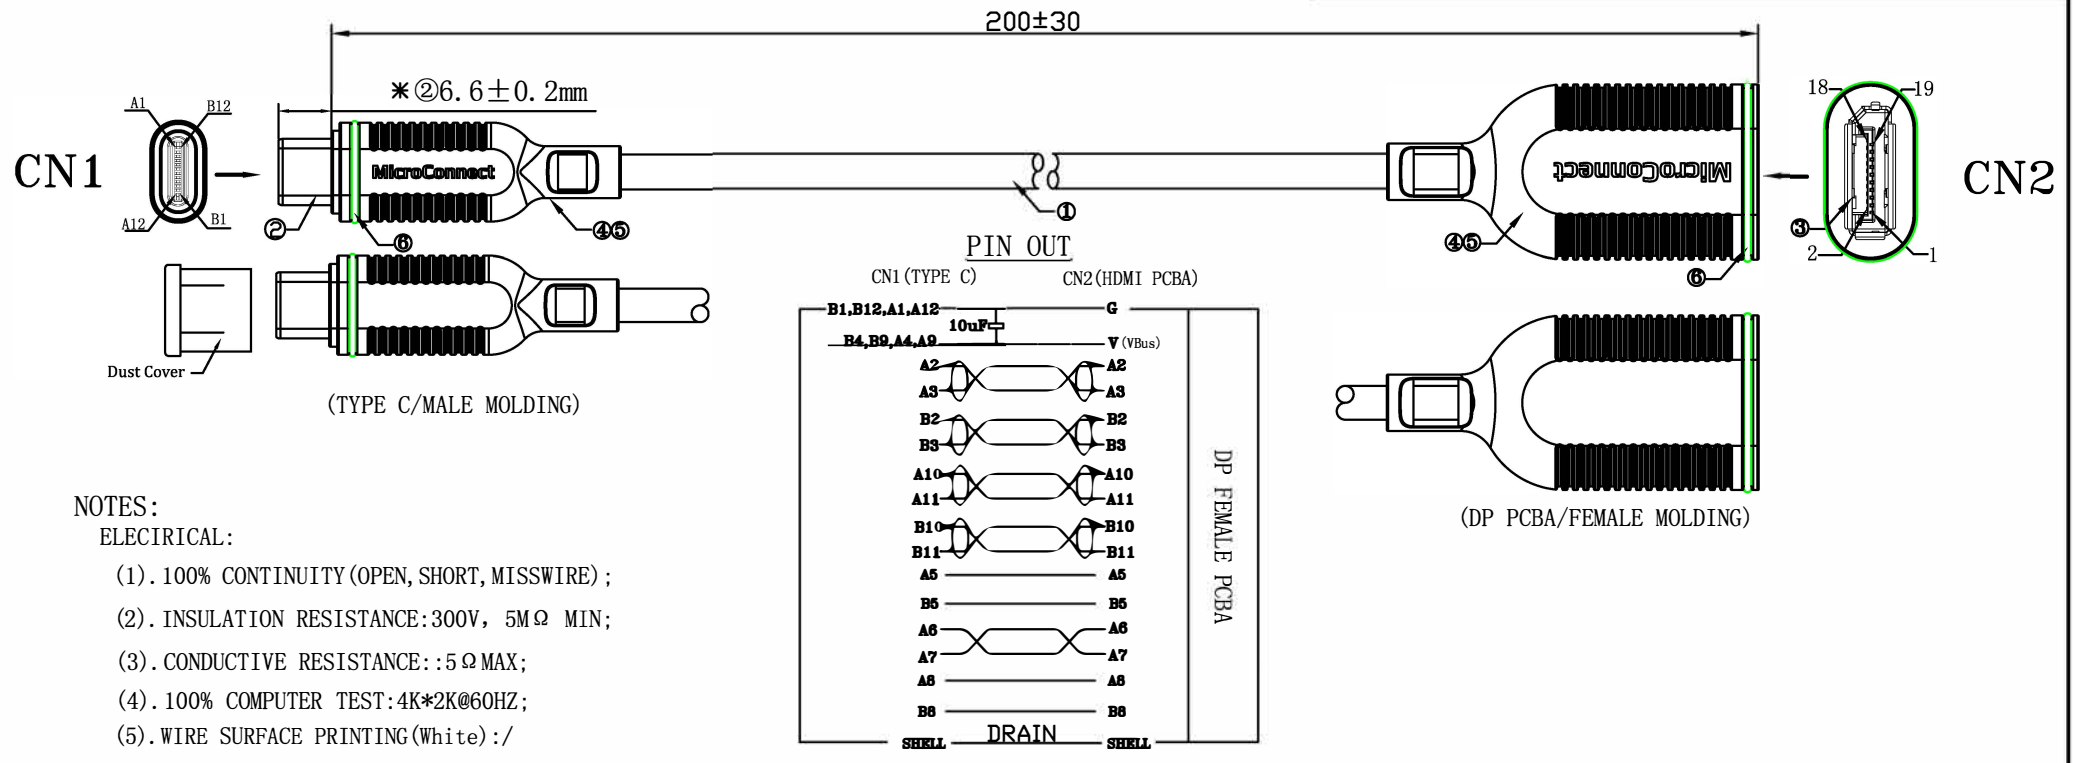 200±30
*②6.6±0.2mm
A1
B12
CN1
A12
B1
MicroConnect
②
⑥
④⑤
①
MicroConnect
④⑤
⑥
18
19
③
2
1
CN2
Dust Cover
(TYPE C/MALE MOLDING)
PIN OUT
CN1(TYPE C)
CN2(HDMI PCBA)
B1,B12,A1,A12
G
10uF
B4,B9,A4,A9
V(VBus)
A2
A2
A3
A3
B2
B2
B3
B3
A10
A10
A11
A11
B10
B10
B11
B11
A5
A5
B5
B5
A6
A6
A7
A7
A8
A8
B8
B8
SHELL
DRAIN
SHELL
DP FEMALE PCBA
(DP PCBA/FEMALE MOLDING)
NOTES:
ELECIRICAL:
(1).100% CONTINUITY(OPEN,SHORT,MISSWIRE);
(2).INSULATION RESISTANCE:300V, 5MΩ MIN;
(3).CONDUCTIVE RESISTANCE::5ΩMAX;
(4).100% COMPUTER TEST:4K*2K@60HZ;
(5).WIRE SURFACE PRINTING(White):/